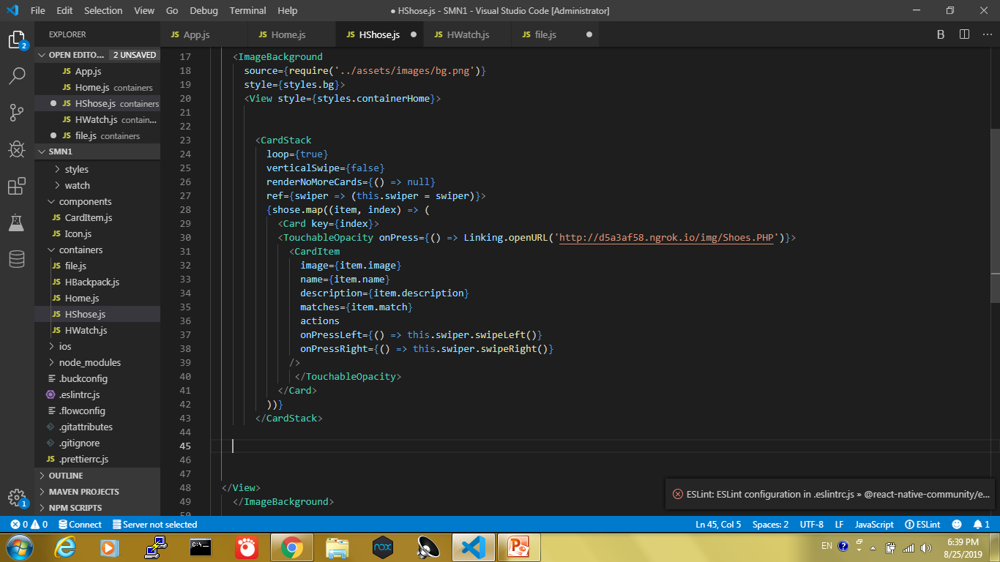 File Edit Selection View Go Debug Terminal Help ● HShose.js - SMN1 - Visual Studio Code [Administrator]
EXPLORER
JS App.js JS Home.js JS HShose.js JS HWatch.js JS file.js
2
OPEN EDITO... 2 UNSAVED
JS App.js
JS Home.js containers
JS HShose.js containers
JS HWatch.js contain...
JS file.js containers
SMN1
styles
watch
components
JS CardItem.js
JS Icon.js
containers
JS file.js
JS HBackpack.js
JS Home.js
JS HShose.js
JS HWatch.js
ios
node_modules
.buckconfig
.eslintrc.js
.flowconfig
.gitattributes
.gitignore
JS .prettierrc.js
OUTLINE
MAVEN PROJECTS
NPM SCRIPTS
1
17 <ImageBackground
18 source={require('../assets/images/bg.png')}
19 style={styles.bg}>
20 <View style={styles.containerHome}>
21
22
23 <CardStack
24 loop={true}
25 verticalSwipe={false}
26 renderNoMoreCards={() => null}
27 ref={swiper => (this.swiper = swiper)}>
28 {shose.map((item, index) => (
29 <Card key={index}>
30 <TouchableOpacity onPress={() => Linking.openURL('http://d5a3af58.ngrok.io/img/Shoes.PHP')}>
31 <CardItem
32 image={item.image}
33 name={item.name}
34 description={item.description}
35 matches={item.match}
36 actions
37 onPressLeft={() => this.swiper.swipeLeft()}
38 onPressRight={() => this.swiper.swipeRight()}
39 />
40 </TouchableOpacity>
41 </Card>
42 ))}
43 </CardStack>
44
45
46
47
48 </View>
49 </ImageBackground>
50
ESLint: ESLint configuration in .eslintrc.js » @react-native-community/e...
0 0 Connect Server not selected Ln 45, Col 5 Spaces: 2 UTF-8 LF JavaScript ESLint 1
C:\_
nox
EN
6:39 PM
8/25/2019